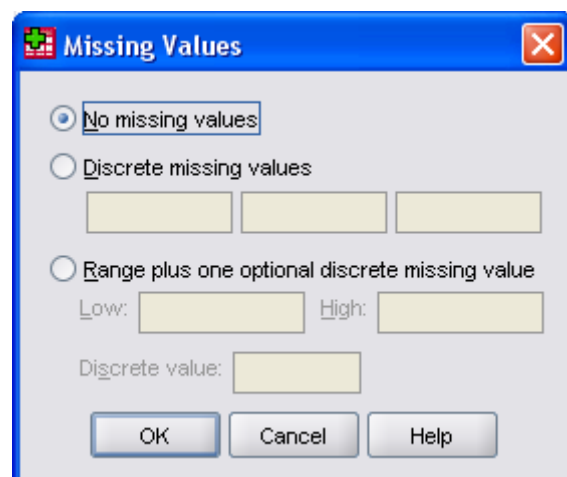 Missing Values
No missing values
Discrete missing values
Range plus one optional discrete missing value
Low: High:
Discrete value:
OK Cancel Help